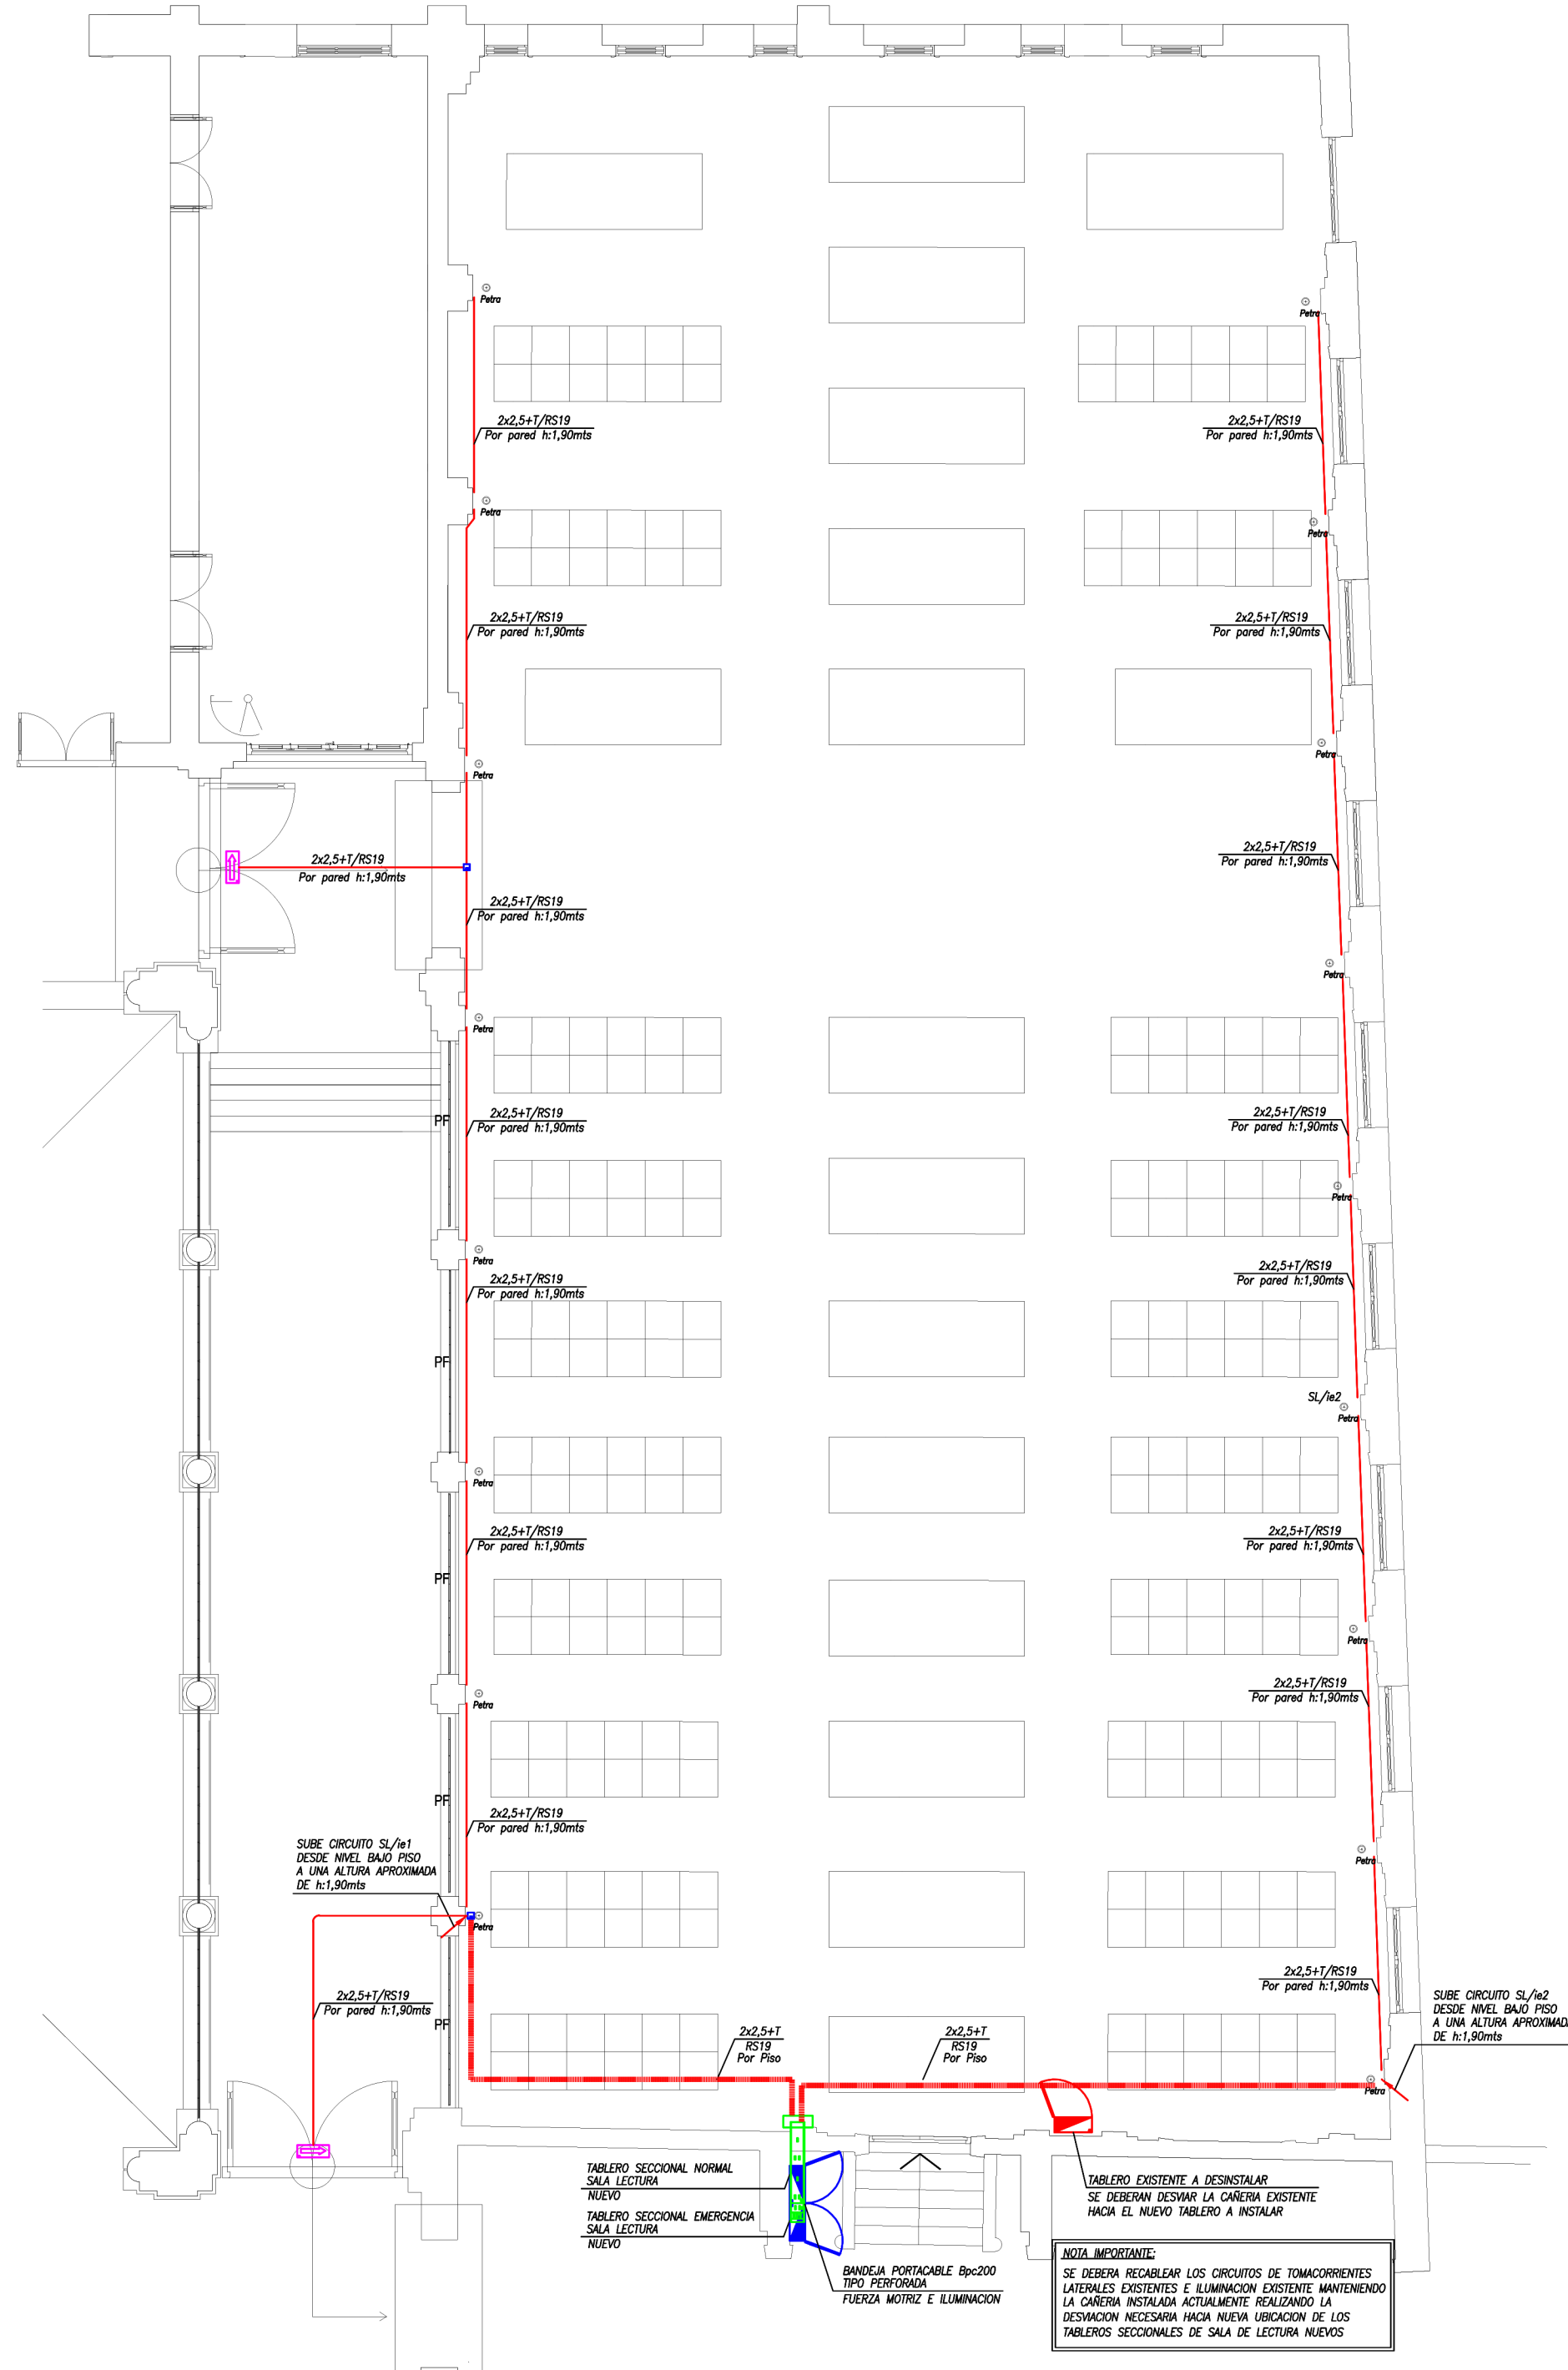 Petra
Petra
2x2,5+T/RS19
Por pared h:1,90mts
2x2,5+T/RS19
Por pared h:1,90mts
Petra
Petra
2x2,5+T/RS19
Por pared h:1,90mts
2x2,5+T/RS19
Por pared h:1,90mts
Petra
Petra
2x2,5+T/RS19
Por pared h:1,90mts
2x2,5+T/RS19
Por pared h:1,90mts
2x2,5+T/RS19
Por pared h:1,90mts
Petra
Petra
PF
2x2,5+T/RS19
Por pared h:1,90mts
2x2,5+T/RS19
Por pared h:1,90mts
Petra
Petra
2x2,5+T/RS19
Por pared h:1,90mts
2x2,5+T/RS19
Por pared h:1,90mts
PF
SL/ie2
Petra
Petra
2x2,5+T/RS19
Por pared h:1,90mts
2x2,5+T/RS19
Por pared h:1,90mts
PF
Petra
Petra
2x2,5+T/RS19
Por pared h:1,90mts
PF
2x2,5+T/RS19
Por pared h:1,90mts
SUBE CIRCUITO SL/ie1
DESDE NIVEL BAJO PISO
A UNA ALTURA APROXIMADA
DE h:1,90mts
Petra
Petra
2x2,5+T/RS19
Por pared h:1,90mts
2x2,5+T/RS19
Por pared h:1,90mts
PF
SUBE CIRCUITO SL/ie2
DESDE NIVEL BAJO PISO
A UNA ALTURA APROXIMADA
DE h:1,90mts
2x2,5+T
RS19
Por Piso
2x2,5+T
RS19
Por Piso
Petra
TABLERO SECCIONAL NORMAL
SALA LECTURA
NUEVO
TABLERO SECCIONAL EMERGENCIA
SALA LECTURA
NUEVO
TABLERO EXISTENTE A DESINSTALAR
SE DEBERAN DESVIAR LA CAÑERIA EXISTENTE
HACIA EL NUEVO TABLERO A INSTALAR
BANDEJA PORTACABLE Bpc200
TIPO PERFORADA
FUERZA MOTRIZ E ILUMINACION
NOTA IMPORTANTE:
SE DEBERA RECABLEAR LOS CIRCUITOS DE TOMACORRIENTES
LATERALES EXISTENTES E ILUMINACION EXISTENTE MANTENIENDO
LA CAÑERIA INSTALADA ACTUALMENTE REALIZANDO LA
DESVIACION NECESARIA HACIA NUEVA UBICACION DE LOS
TABLEROS SECCIONALES DE SALA DE LECTURA NUEVOS